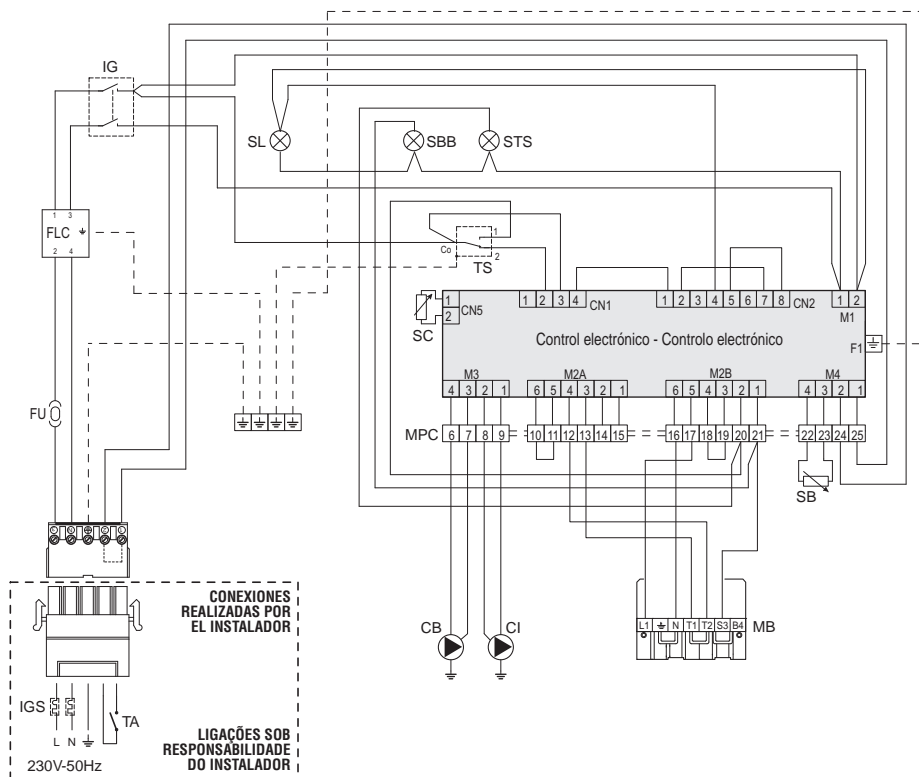 IG
SL
SBB
STS
1 3
FLC
2 4
1
Co
2
TS
1
2
CN5
SC
1 2 3 4
CN1
1 2 3 4 5 6 7 8
CN2
1 2
M1
Control electrónico - Controlo electrónico
F1
M3
M2A
M2B
M4
4 3 2 1
6 5 4 3 2 1
6 5 4 3 2 1
4 3 2 1
FU
MPC
6 7 8 9
10 11 12 13 14 15
16 17 18 19 20 21
22 23 24 25
SB
CONEXIONES
REALIZADAS POR
EL INSTALADOR
CB
CI
L1 N T1 T2 S3 B4
MB
IGS
TA
L N
LIGAÇÕES SOB
RESPONSABILIDADE
DO INSTALADOR
230V-50Hz